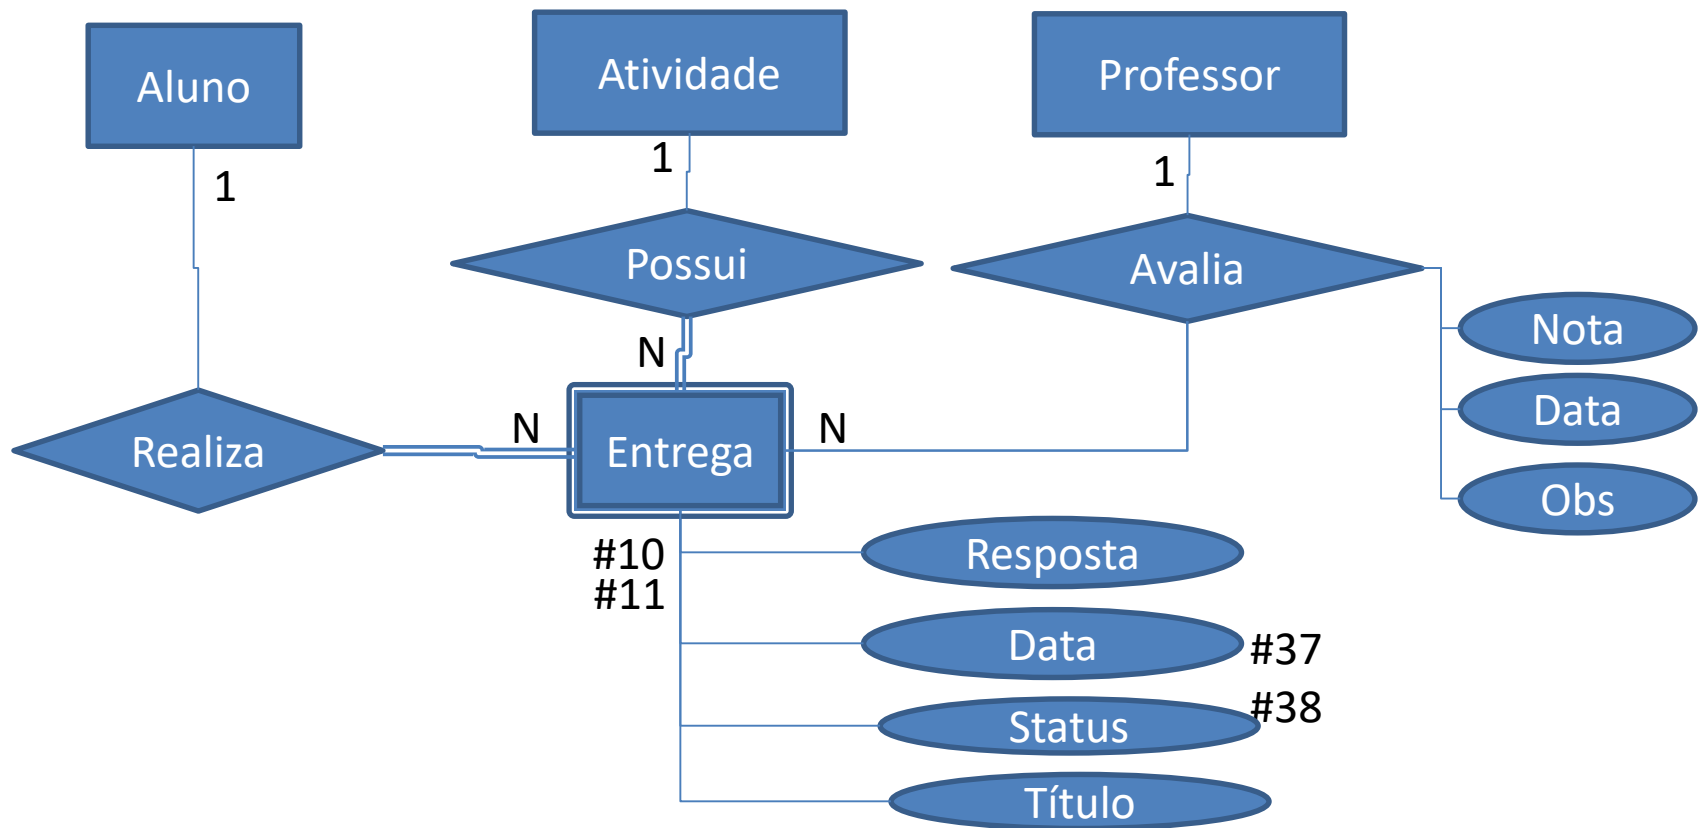 Aluno
Atividade
Professor
1
1
1
Possui
Avalia
Nota
N
Data
Realiza
N
Entrega
N
Obs
#10
Resposta
#11
Data
#37
#38
Status
Título